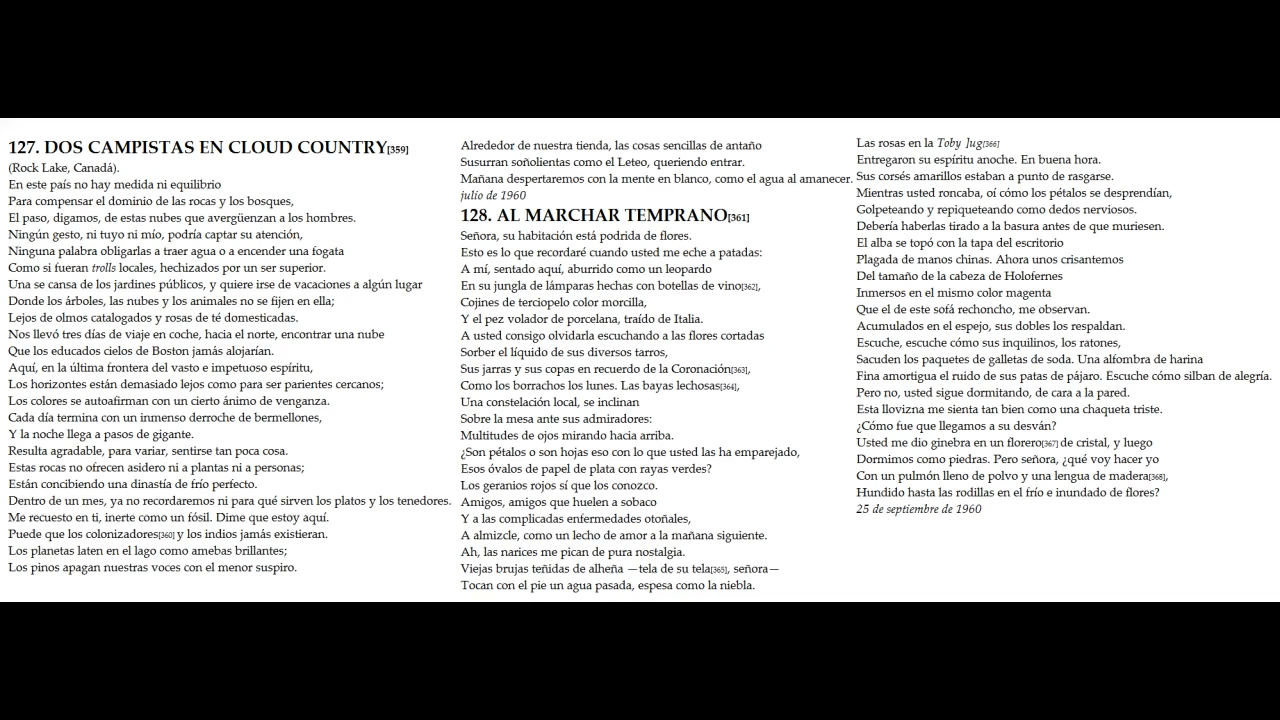 127. DOS CAMPISTAS EN CLOUD COUNTRY[359]
(Rock Lake, Canadá).
En este país no hay medida ni equilibrio
Para compensar el dominio de las rocas y los bosques,
El paso, digamos, de estas nubes que avergüenzan a los hombres.
Ningún gesto, ni tuyo ni mío, podría captar su atención,
Ninguna palabra obligarlas a traer agua o a encender una fogata
Como si fueran trolls locales, hechizados por un ser superior.
Una se cansa de los jardines públicos, y quiere irse de vacaciones a algún lugar
Donde los árboles, las nubes y los animales no se fijen en ella;
Lejos de olmos catalogados y rosas de té domesticadas.
Nos llevó tres días de viaje en coche, hacia el norte, encontrar una nube
Que los educados cielos de Boston jamás alojarían.
Aquí, en la última frontera del vasto e impetuoso espíritu,
Los horizontes están demasiado lejos como para ser parientes cercanos;
Los colores se autoafirman con un cierto ánimo de venganza.
Cada día termina con un inmenso derroche de bermellones,
Y la noche llega a pasos de gigante.
Resulta agradable, para variar, sentirse tan poca cosa.
Estas rocas no ofrecen asidero ni a plantas ni a personas;
Están concibiendo una dinastía de frío perfecto.
Dentro de un mes, ya no recordaremos ni para qué sirven los platos y los tenedores.
Me recuesto en ti, inerte como un fósil. Dime que estoy aquí.
Puede que los colonizadores[360] y los indios jamás existieran.
Los planetas laten en el lago como amebas brillantes;
Los pinos apagan nuestras voces con el menor suspiro.
Alrededor de nuestra tienda, las cosas sencillas de antaño
Susurran soñolientas como el Leteo, queriendo entrar.
Mañana despertaremos con la mente en blanco, como el agua al amanecer.
julio de 1960
128. AL MARCHAR TEMPRANO[361]
Señora, su habitación está podrida de flores.
Esto es lo que recordaré cuando usted me eche a patadas:
A mí, sentado aquí, aburrido como un leopardo
En su jungla de lámparas hechas con botellas de vino[362],
Cojines de terciopelo color morcilla,
Y el pez volador de porcelana, traído de Italia.
A usted consigo olvidarla escuchando a las flores cortadas
Sorber el líquido de sus diversos tarros,
Sus jarras y sus copas en recuerdo de la Coronación[363],
Como los borrachos los lunes. Las bayas lechosas[364],
Una constelación local, se inclinan
Sobre la mesa ante sus admiradores:
Multitudes de ojos mirando hacia arriba.
¿Son pétalos o son hojas eso con lo que usted las ha emparejado,
Esos óvalos de papel de plata con rayas verdes?
Los geranios rojos sí que los conozco.
Amigos, amigos que huelen a sobaco
Y a las complicadas enfermedades otoñales,
A almizcle, como un lecho de amor a la mañana siguiente.
Ah, las narices me pican de pura nostalgia.
Viejas brujas teñidas de alheña —tela de su tela[365], señora—
Tocan con el pie un agua pasada, espesa como la niebla.
Las rosas en la Toby Jug[366]
Entregaron su espíritu anoche. En buena hora.
Sus corsés amarillos estaban a punto de rasgarse.
Mientras usted roncaba, oí cómo los pétalos se desprendían,
Golpeteando y repiqueteando como dedos nerviosos.
Debería haberlas tirado a la basura antes de que muriesen.
El alba se topó con la tapa del escritorio
Plagada de manos chinas. Ahora unos crisantemos
Del tamaño de la cabeza de Holofernes
Inmersos en el mismo color magenta
Que el de este sofá rechoncho, me observan.
Acumulados en el espejo, sus dobles los respaldan.
Escuche, escuche cómo sus inquilinos, los ratones,
Sacuden los paquetes de galletas de soda. Una alfombra de harina
Fina amortigua el ruido de sus patas de pájaro. Escuche cómo silban de alegría.
Pero no, usted sigue dormitando, de cara a la pared.
Esta llovizna me sienta tan bien como una chaqueta triste.
¿Cómo fue que llegamos a su desván?
Usted me dio ginebra en un florero[367] de cristal, y luego
Dormimos como piedras. Pero señora, ¿qué voy hacer yo
Con un pulmón lleno de polvo y una lengua de madera[368],
Hundido hasta las rodillas en el frío e inundado de flores?
25 de septiembre de 1960